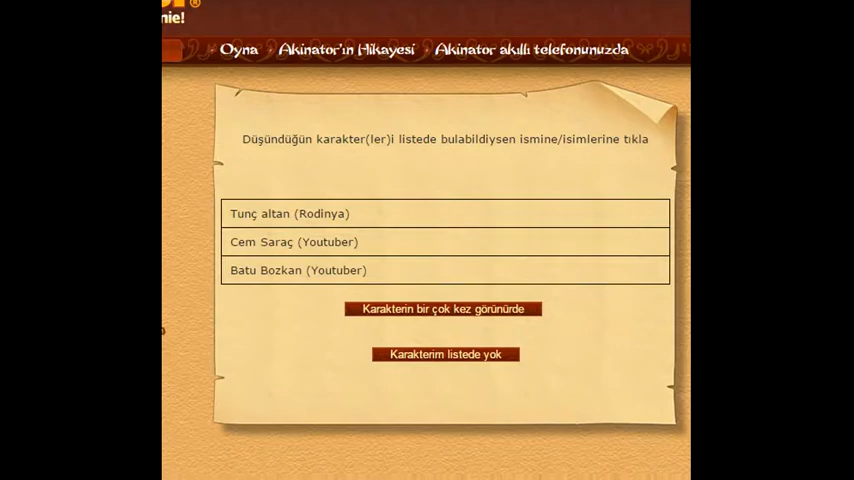 nie!
Oyna Akinator'ın Hikayesi Akinator akıllı telefonunuzda
Düşündüğün karakter(ler)i listede bulabildiysen ismine/isimlerine tıkla
Tunç altan (Rodinya)
Cem Saraç (Youtuber)
Batu Bozkan (Youtuber)
Karakterin bir çok kez görünürde
Karakterim listede yok